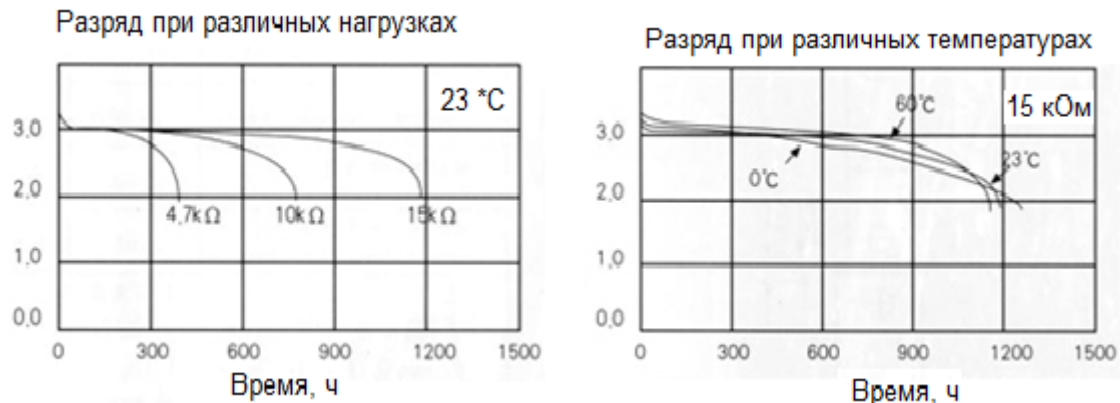 Разряд при различных нагрузках
23 *C
3,0
2,0
4,7kΩ
10kΩ
15kΩ
1,0
0,0
0
300
600
900
1200
1500
Время, ч
Разряд при различных температурах
60℃
15 кОм
3,0
0℃
23℃
2,0
1,0
0,0
0
300
600
900
1200
1500
Время, ч